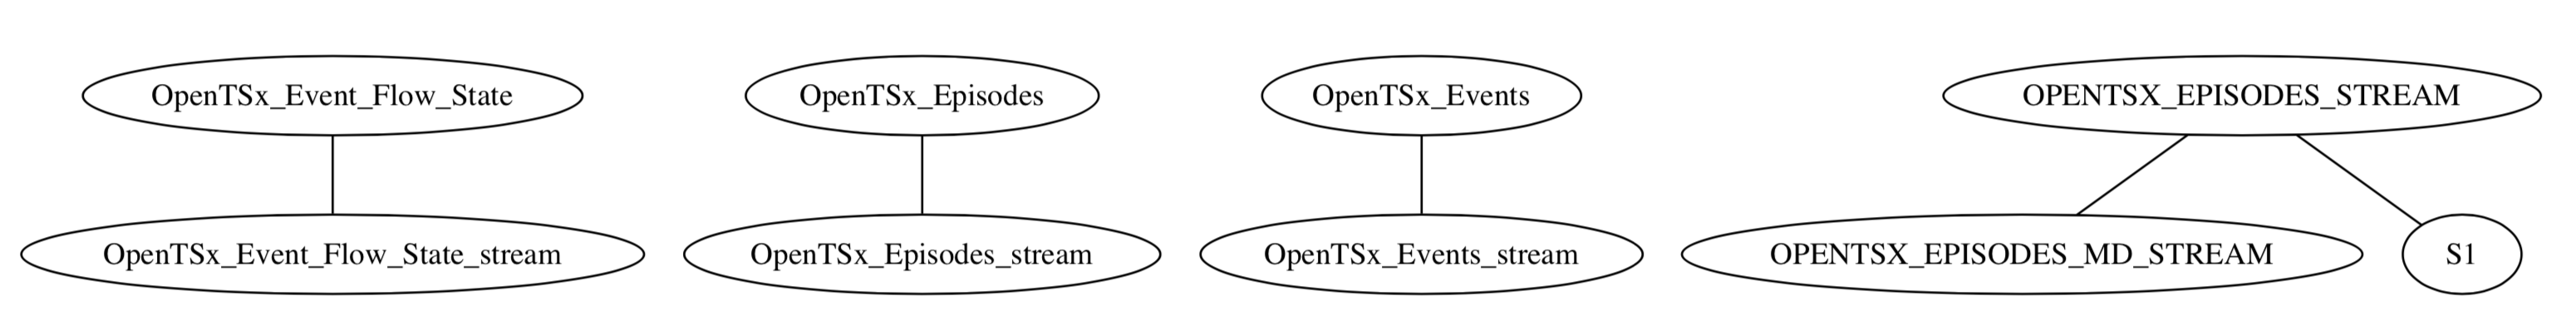 OpenTSx_Event_Flow_State
OpenTSx_Episodes
OpenTSx_Events
OPENTSX_EPISODES_STREAM
OpenTSx_Event_Flow_State_stream
OpenTSx_Episodes_stream
OpenTSx_Events_stream
OPENTSX_EPISODES_MD_STREAM
S1